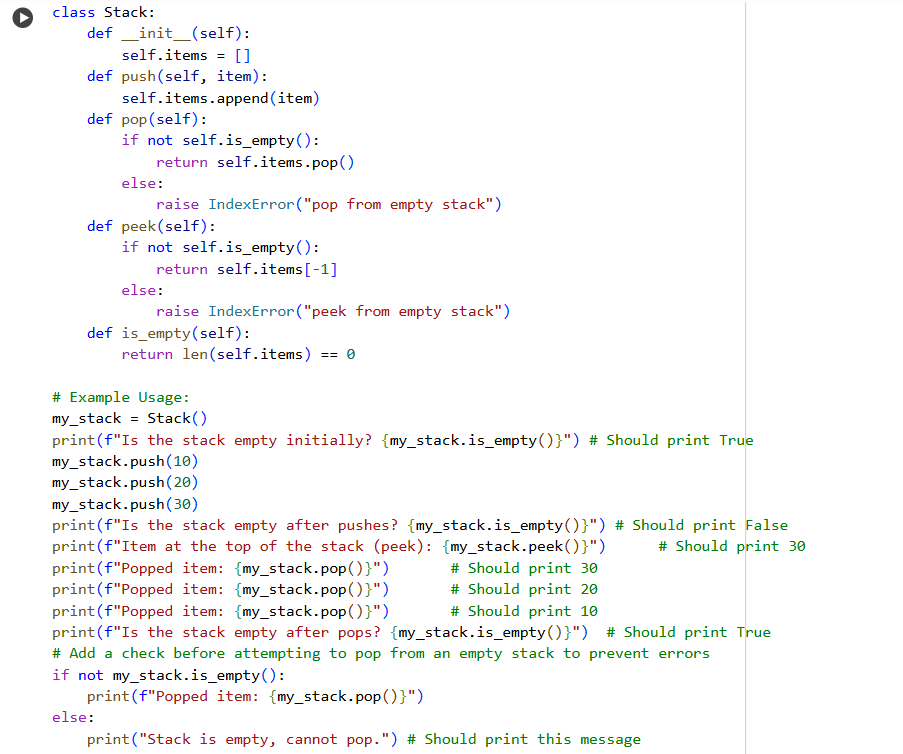 class Stack:
    def __init__(self):
        self.items = []
    def push(self, item):
        self.items.append(item)
    def pop(self):
        if not self.is_empty():
            return self.items.pop()
        else:
            raise IndexError("pop from empty stack")
    def peek(self):
        if not self.is_empty():
            return self.items[-1]
        else:
            raise IndexError("peek from empty stack")
    def is_empty(self):
        return len(self.items) == 0

# Example Usage:
my_stack = Stack()
print(f"Is the stack empty initially? {my_stack.is_empty()}") # Should print True
my_stack.push(10)
my_stack.push(20)
my_stack.push(30)
print(f"Is the stack empty after pushes? {my_stack.is_empty()}") # Should print False
print(f"Item at the top of the stack (peek): {my_stack.peek()}")      # Should print 30
print(f"Popped item: {my_stack.pop()}")       # Should print 30
print(f"Popped item: {my_stack.pop()}")       # Should print 20
print(f"Popped item: {my_stack.pop()}")       # Should print 10
print(f"Is the stack empty after pops? {my_stack.is_empty()}")  # Should print True
# Add a check before attempting to pop from an empty stack to prevent errors
if not my_stack.is_empty():
    print(f"Popped item: {my_stack.pop()}")
else:
    print("Stack is empty, cannot pop.") # Should print this message